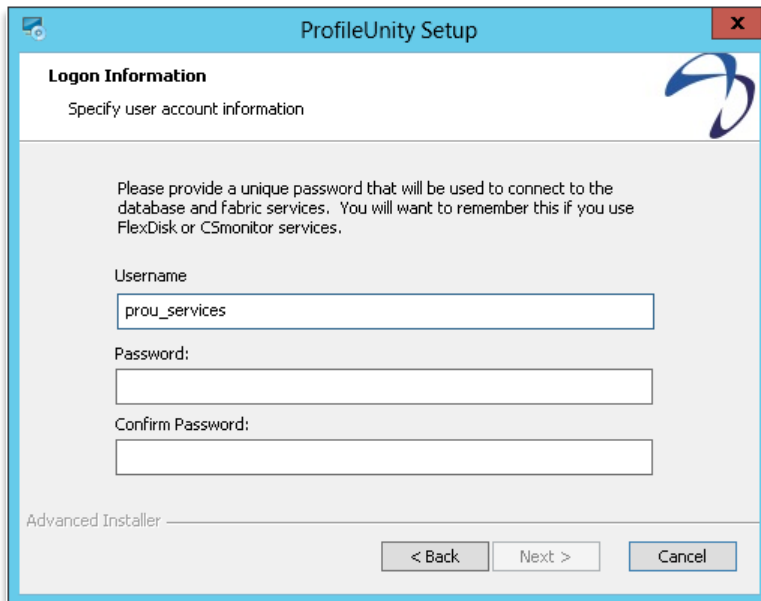 ProfileUnity Setup
x
Logon Information
Specify user account information
Please provide a unique password that will be used to connect to the
database and fabric services. You will want to remember this if you use
FlexDisk or CSmonitor services.
Username
prou_services
Password:
Confirm Password:
Advanced Installer
< Back Next > Cancel